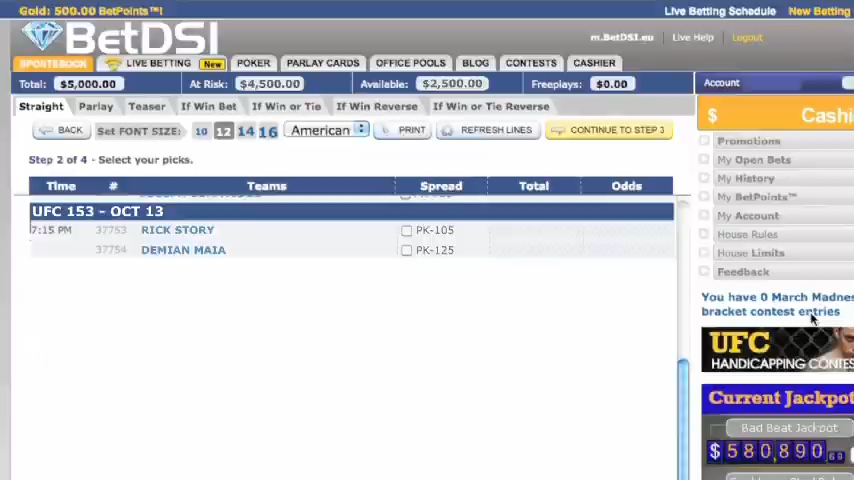 Gold: 500.00 BetPoints™! Live Betting Schedule New Betting
BetDSI m.BetDSI.eu Live Help Logout
SPORTSBOOK LIVE BETTING New POKER PARLAY CARDS OFFICE POOLS BLOG CONTESTS CASHIER
Total: $5,000.00 At Risk: $4,500.00 Available: $2,500.00 Freeplays: $0.00 Account
Straight Parlay Teaser If Win Bet If Win or Tie If Win Reverse If Win or Tie Reverse
$ Cashi
BACK Set FONT SIZE: 10 12 14 16 American PRINT REFRESH LINES CONTINUE TO STEP 3
Promotions
Step 2 of 4 - Select your picks.
My Open Bets
My History
Time # Teams Spread Total Odds
My BetPoints™
UFC 153 - OCT 13
My Account
7:15 PM 37753 RICK STORY PK-105
House Rules
37754 DEMIAN MAIA PK-125
House Limits
Feedback
You have 0 March Madnes
bracket contest entries
UFC
HANDICAPPING CONTES
Current Jackpot
Bad Beat Jackpot
$580,890.69